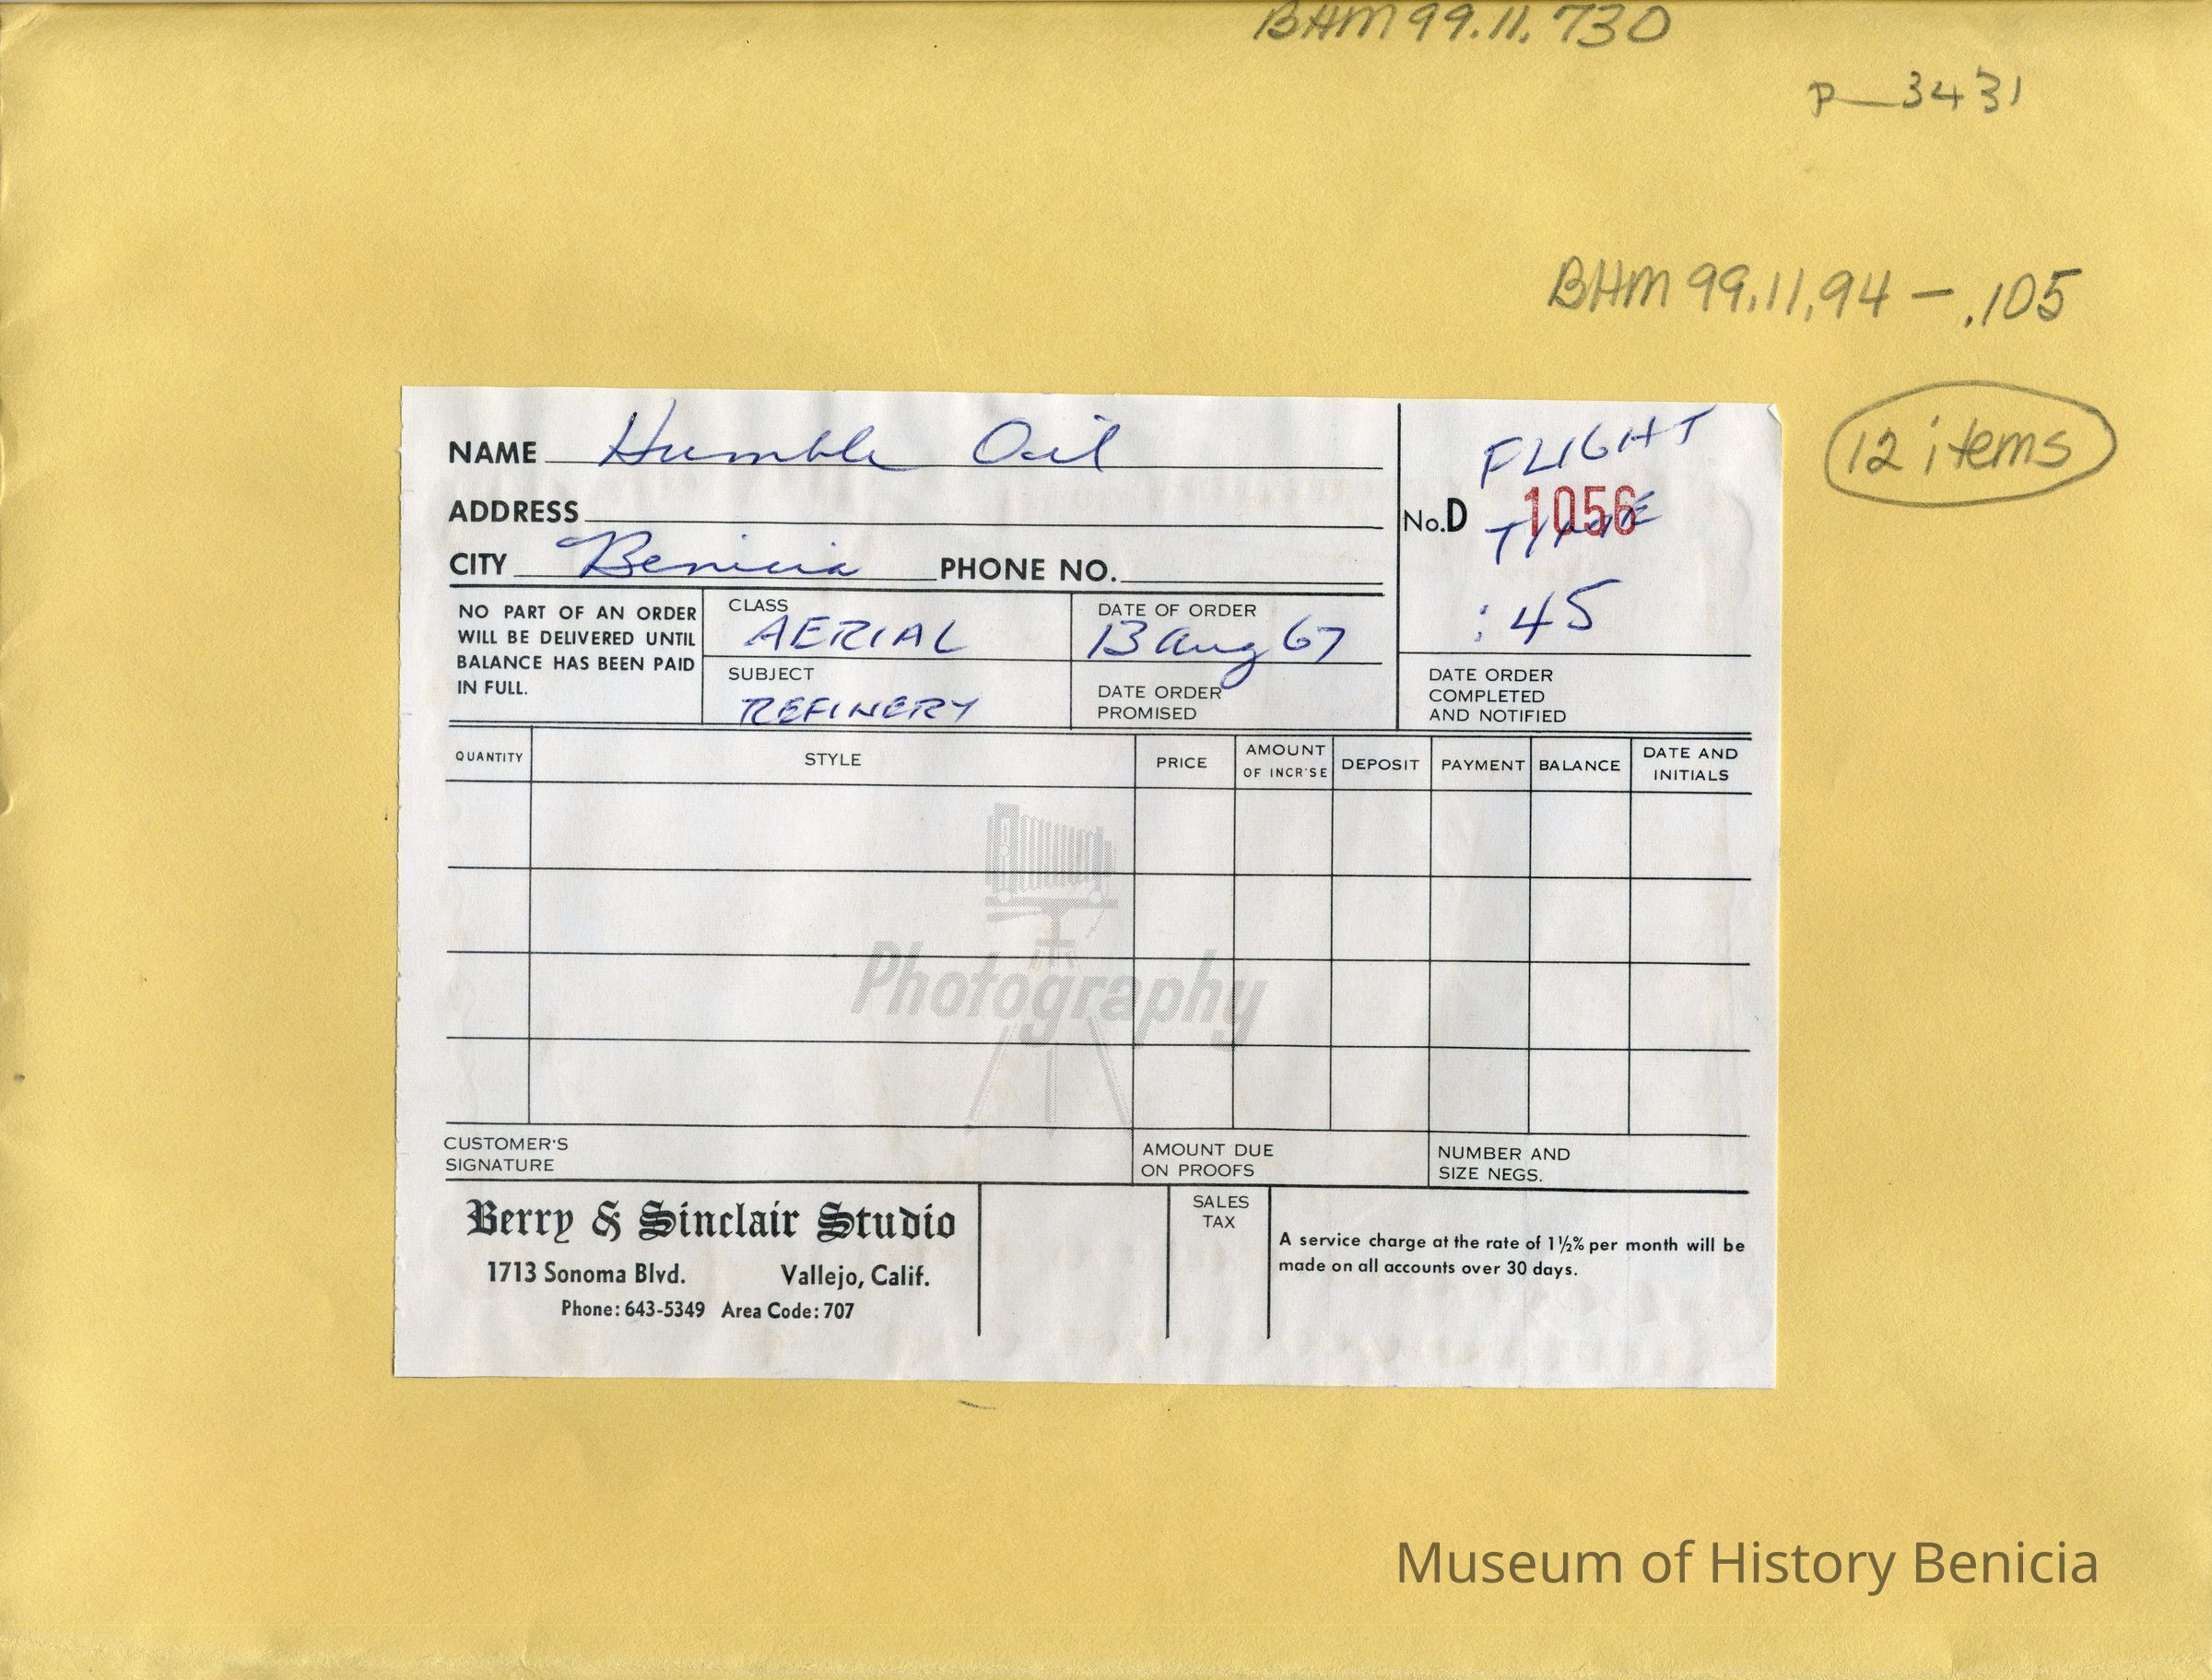 BHM 99.11.730
P—3431
BHM 99.11.94 – .105
12 items
NAME Humble Oil
ADDRESS
CITY Benicia PHONE NO.
No. D 1056
FLIGHT
TIME
:45
NO PART OF AN ORDER
WILL BE DELIVERED UNTIL
BALANCE HAS BEEN PAID
IN FULL.
CLASS
AERIAL
SUBJECT
REFINERY
DATE OF ORDER
13 Aug 67
DATE ORDER
PROMISED
DATE ORDER
COMPLETED
AND NOTIFIED
QUANTITY STYLE PRICE AMOUNT OF INCR'SE DEPOSIT PAYMENT BALANCE DATE AND INITIALS
Photography
CUSTOMER'S
SIGNATURE
AMOUNT DUE
ON PROOFS
NUMBER AND
SIZE NEGS.
Berry & Sinclair Studio
1713 Sonoma Blvd. Vallejo, Calif.
Phone: 643-5349 Area Code: 707
SALES
TAX
A service charge at the rate of 1½% per month will be
made on all accounts over 30 days.
Museum of History Benicia